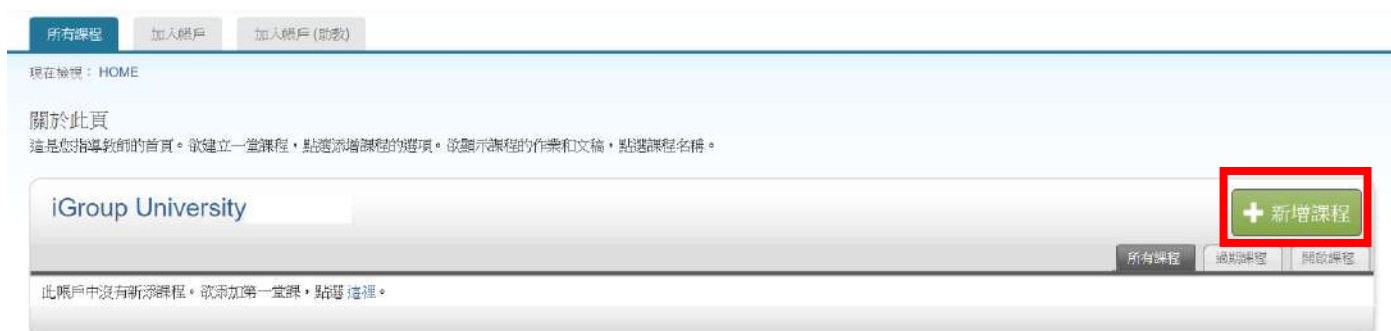 所有課程 加入帳戶 加入帳戶 (助教)
現在檢視：HOME
關於此頁
這是您指導教師的首頁。欲建立一堂課程，點選添增課程的選項。欲顯示課程的作業和文稿，點選課程名稱。
iGroup University
新增課程
所有課程 過期課程 開啟課程
此帳戶中沒有新添課程。欲添加第一堂課，點選 這裡。